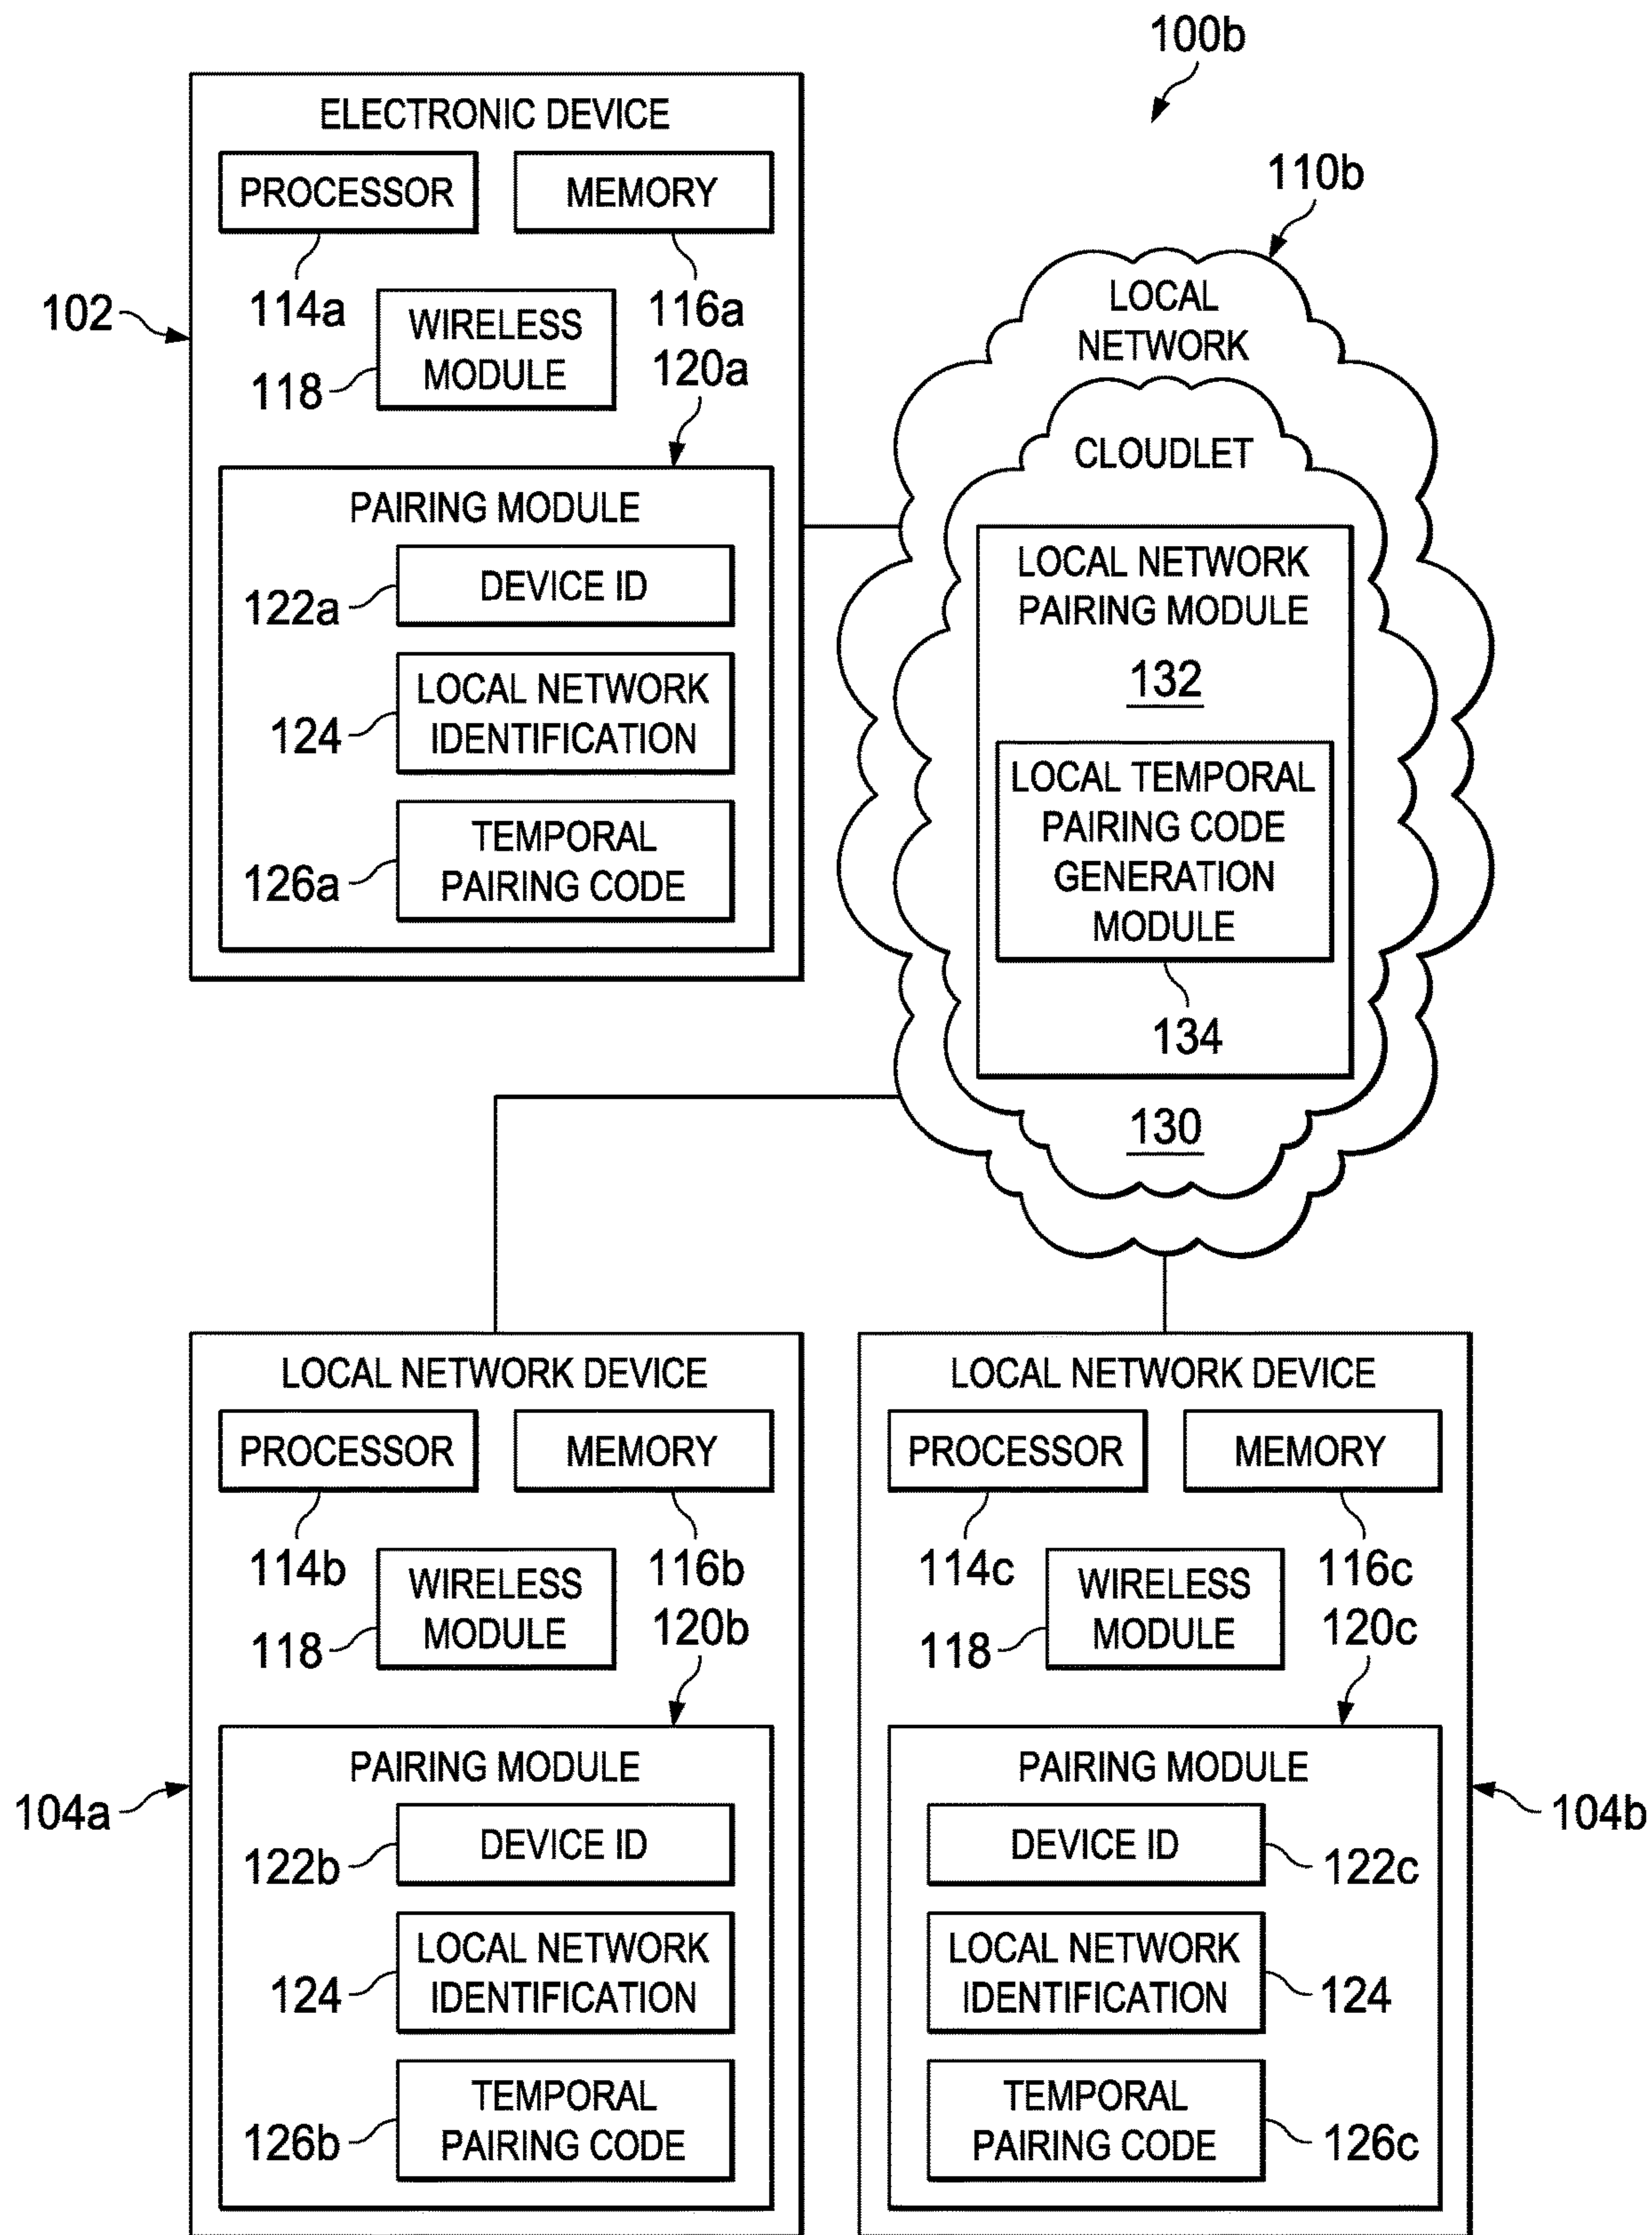 100b
ELECTRONIC DEVICE
PROCESSOR
MEMORY
114a
116a
102
WIRELESS
MODULE
118
120a
PAIRING MODULE
DEVICE ID
122a
LOCAL NETWORK
IDENTIFICATION
124
TEMPORAL
PAIRING CODE
126a
110b
LOCAL
NETWORK
CLOUDLET
LOCAL NETWORK
PAIRING MODULE
132
LOCAL TEMPORAL
PAIRING CODE
GENERATION
MODULE
134
130
LOCAL NETWORK DEVICE
PROCESSOR
MEMORY
114b
116b
WIRELESS
MODULE
118
120b
104a
PAIRING MODULE
DEVICE ID
122b
LOCAL NETWORK
IDENTIFICATION
124
TEMPORAL
PAIRING CODE
126b
LOCAL NETWORK DEVICE
PROCESSOR
MEMORY
114c
116c
WIRELESS
MODULE
118
120c
PAIRING MODULE
104b
DEVICE ID
122c
LOCAL NETWORK
IDENTIFICATION
124
TEMPORAL
PAIRING CODE
126c